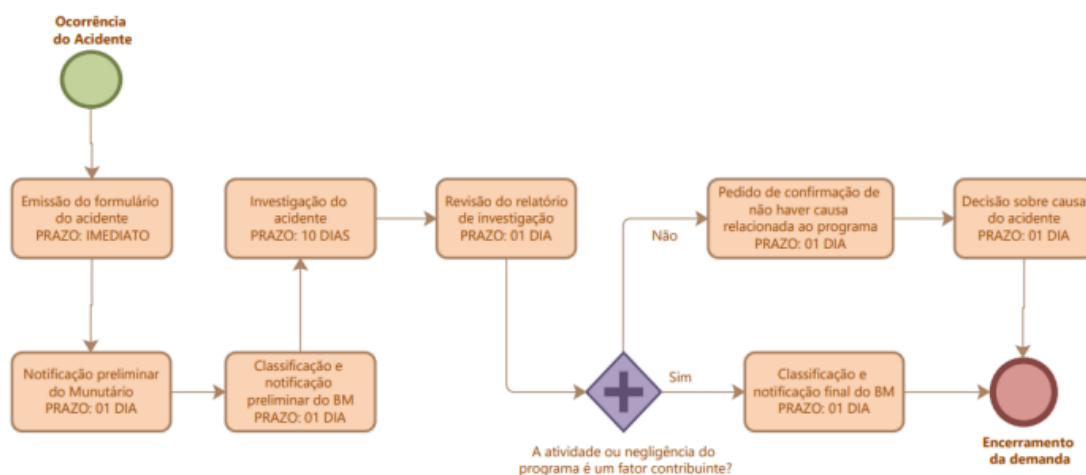 Ocorrência
do Acidente
Emissão do formulário
do acidente
PRAZO: IMEDIATO
Notificação preliminar
do Munutário
PRAZO: 01 DIA
Classificação e
notificação
preliminar do BM
PRAZO: 01 DIA
Investigação do
acidente
PRAZO: 10 DIAS
Revisão do relatório
de investigação
PRAZO: 01 DIA
A atividade ou negligência do
programa é um fator contribuinte?
Não
Pedido de confirmação de
não haver causa
relacionada ao programa
PRAZO: 01 DIA
Decisão sobre causa
do acidente
PRAZO: 01 DIA
Sim
Classificação e
notificação final do BM
PRAZO: 01 DIA
Encerramento
da demanda